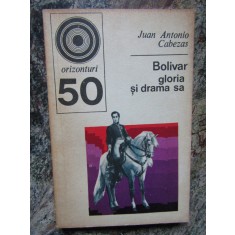 Juan Antonio
Cabezas
orizonturi
50
Bolivar
gloria
și drama sa